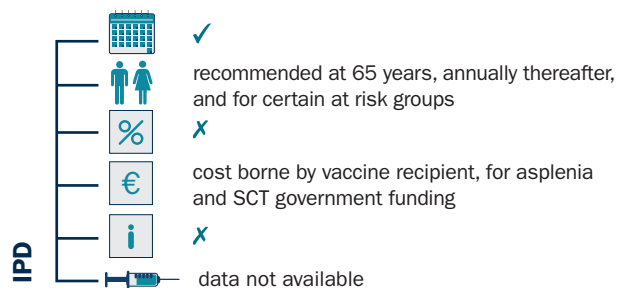 ✓
recommended at 65 years, annually thereafter,
and for certain at risk groups
%
✗
€
cost borne by vaccine recipient, for asplenia
and SCT government funding
i
✗
IPD
data not available